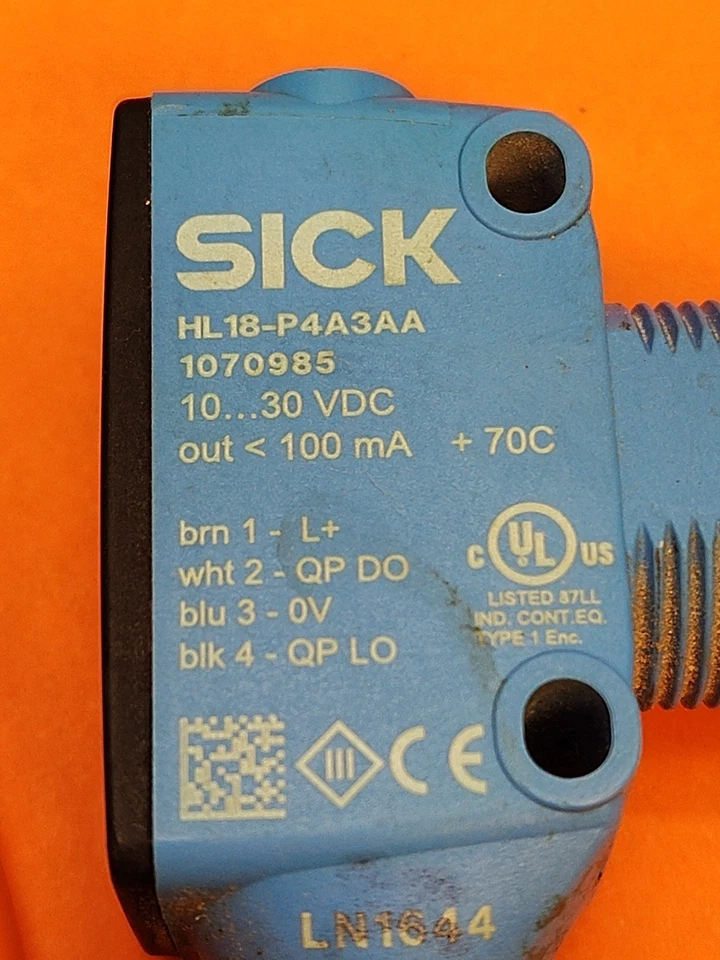 SICK
HL18-P4A3AA
1070985
10...30 VDC
out < 100 mA + 70C
brn 1 - L+
wht 2 - QP DO
blu 3 - 0V
blk 4 - QP LO
C UL US
LISTED 87LL
IND. CONT.EQ.
TYPE 1 Enc.
III CE
LN1644